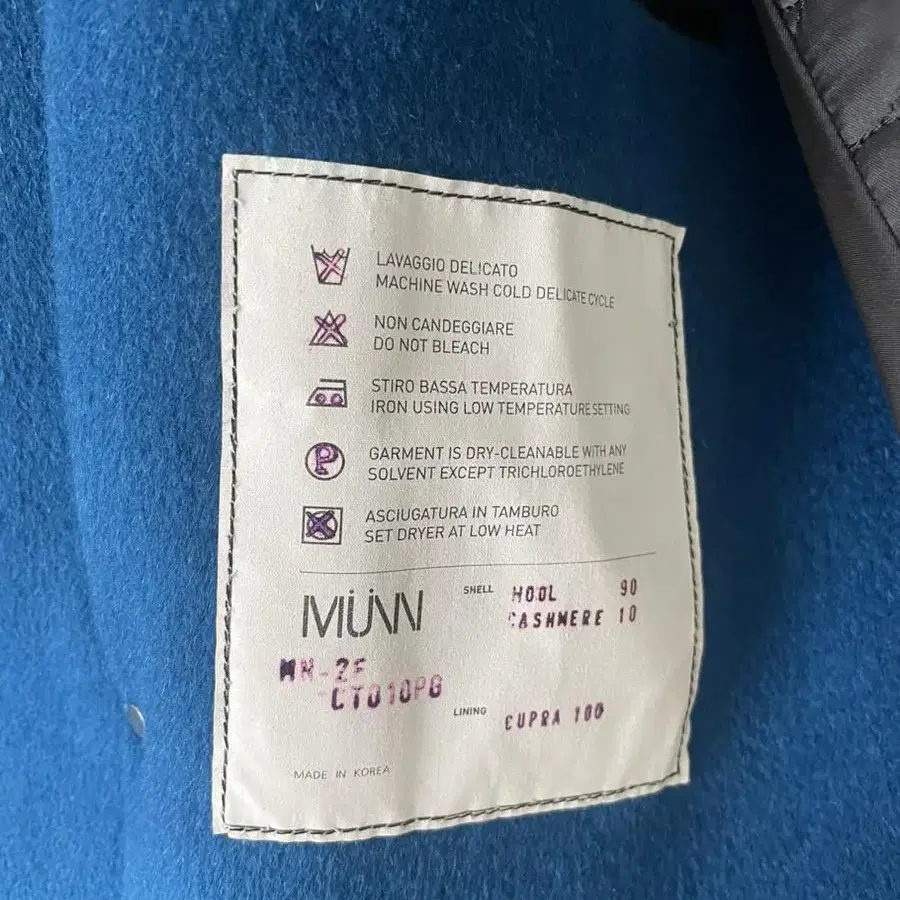 LAVAGGIO DELICATO
MACHINE WASH COLD DELICATE CYCLE
NON CANDEGGIARE
DO NOT BLEACH
STIRO BASSA TEMPERATURA
IRON USING LOW TEMPERATURE SETTING
P
GARMENT IS DRY-CLEANABLE WITH ANY
SOLVENT EXCEPT TRICHLOROETHYLENE
ASCIUGATURA IN TAMBURO
SET DRYER AT LOW HEAT
MÜNN
SHELL WOOL 90
CASHMERE 10
MN-2F
CT010PG
LINING CUPRA 100
MADE IN KOREA